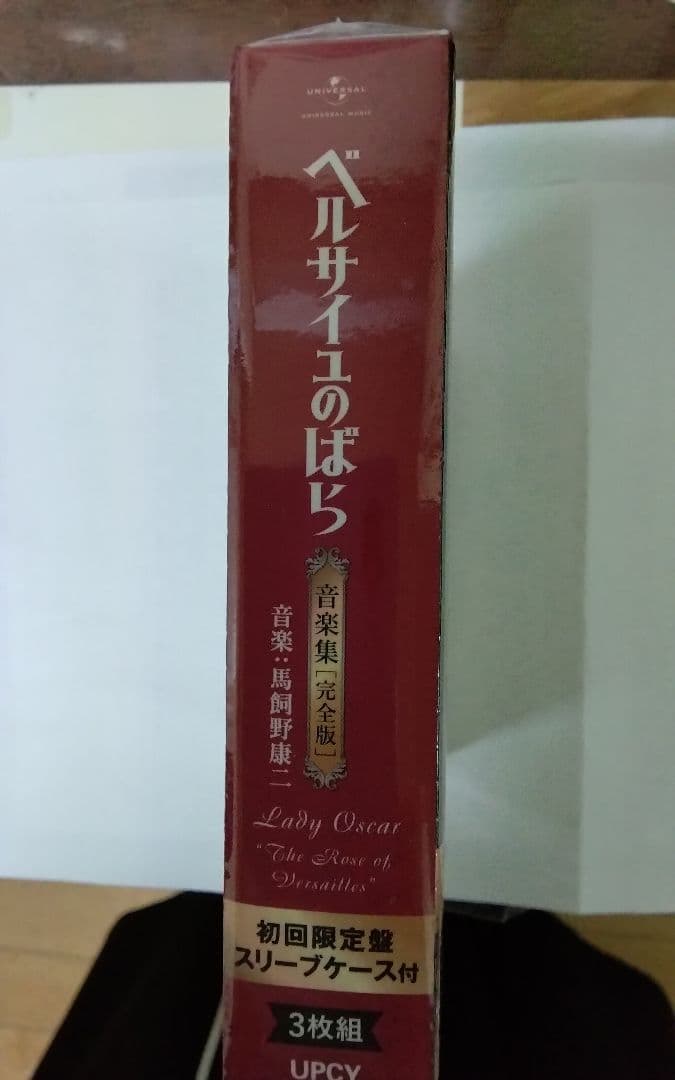 UNIVERSAL
UNIVERSAL MUSIC
ベルサイユのばら
音楽集[完全版]
音楽:馬飼野康二
Lady Oscar
"The Rose of
Versailles"
初回限定盤
スリーブケース付
3枚組
UPCY